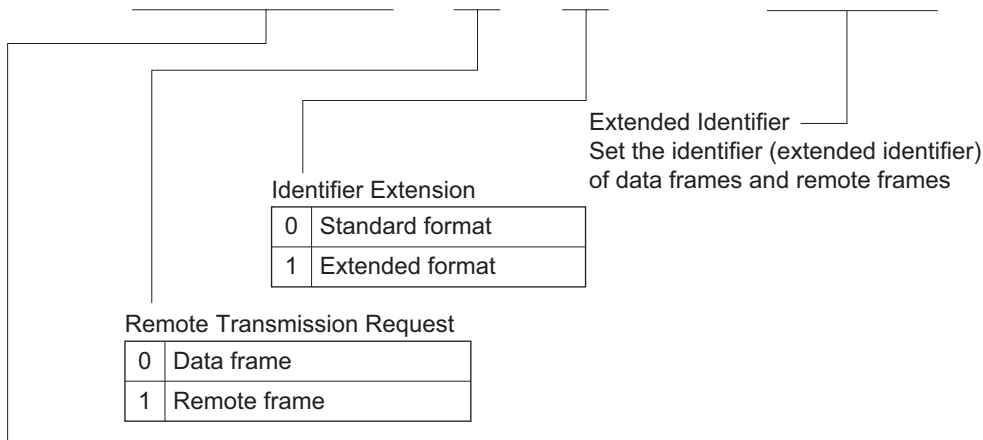 Extended Identifier
Set the identifier (extended identifier)
of data frames and remote frames
Identifier Extension
0 Standard format
1 Extended format
Remote Transmission Request
0 Data frame
1 Remote frame